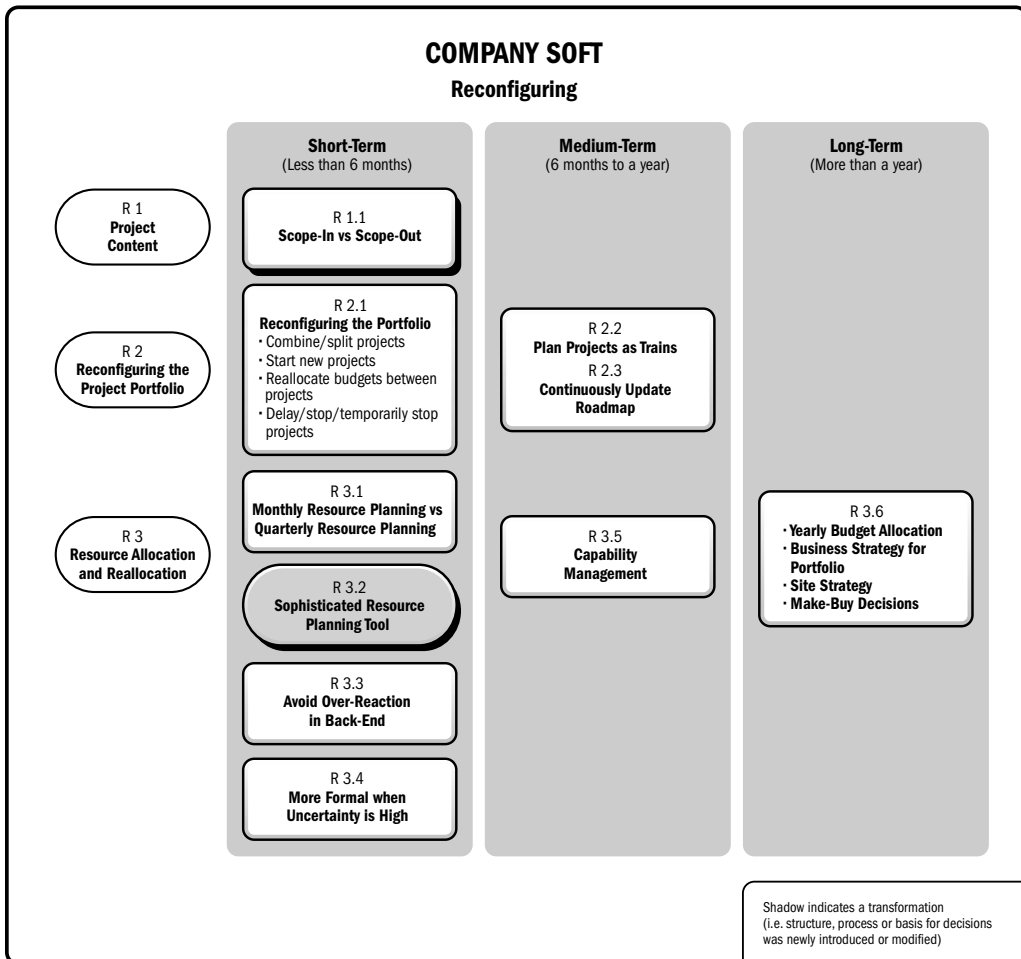 COMPANY SOFT
Reconfiguring
Short-Term
(Less than 6 months)
Medium-Term
(6 months to a year)
Long-Term
(More than a year)
R 1
Project
Content
R 1.1
Scope-In vs Scope-Out
R 2
Reconfiguring the
Project Portfolio
R 2.1
Reconfiguring the Portfolio
· Combine/split projects
· Start new projects
· Reallocate budgets between
projects
· Delay/stop/temporarily stop
projects
R 2.2
Plan Projects as Trains
R 2.3
Continuously Update
Roadmap
R 3
Resource Allocation
and Reallocation
R 3.1
Monthly Resource Planning vs
Quarterly Resource Planning
R 3.2
Sophisticated Resource
Planning Tool
R 3.3
Avoid Over-Reaction
in Back-End
R 3.4
More Formal when
Uncertainty is High
R 3.5
Capability
Management
R 3.6
· Yearly Budget Allocation
· Business Strategy for
Portfolio
· Site Strategy
· Make-Buy Decisions
Shadow indicates a transformation
(i.e. structure, process or basis for decisions
was newly introduced or modified)